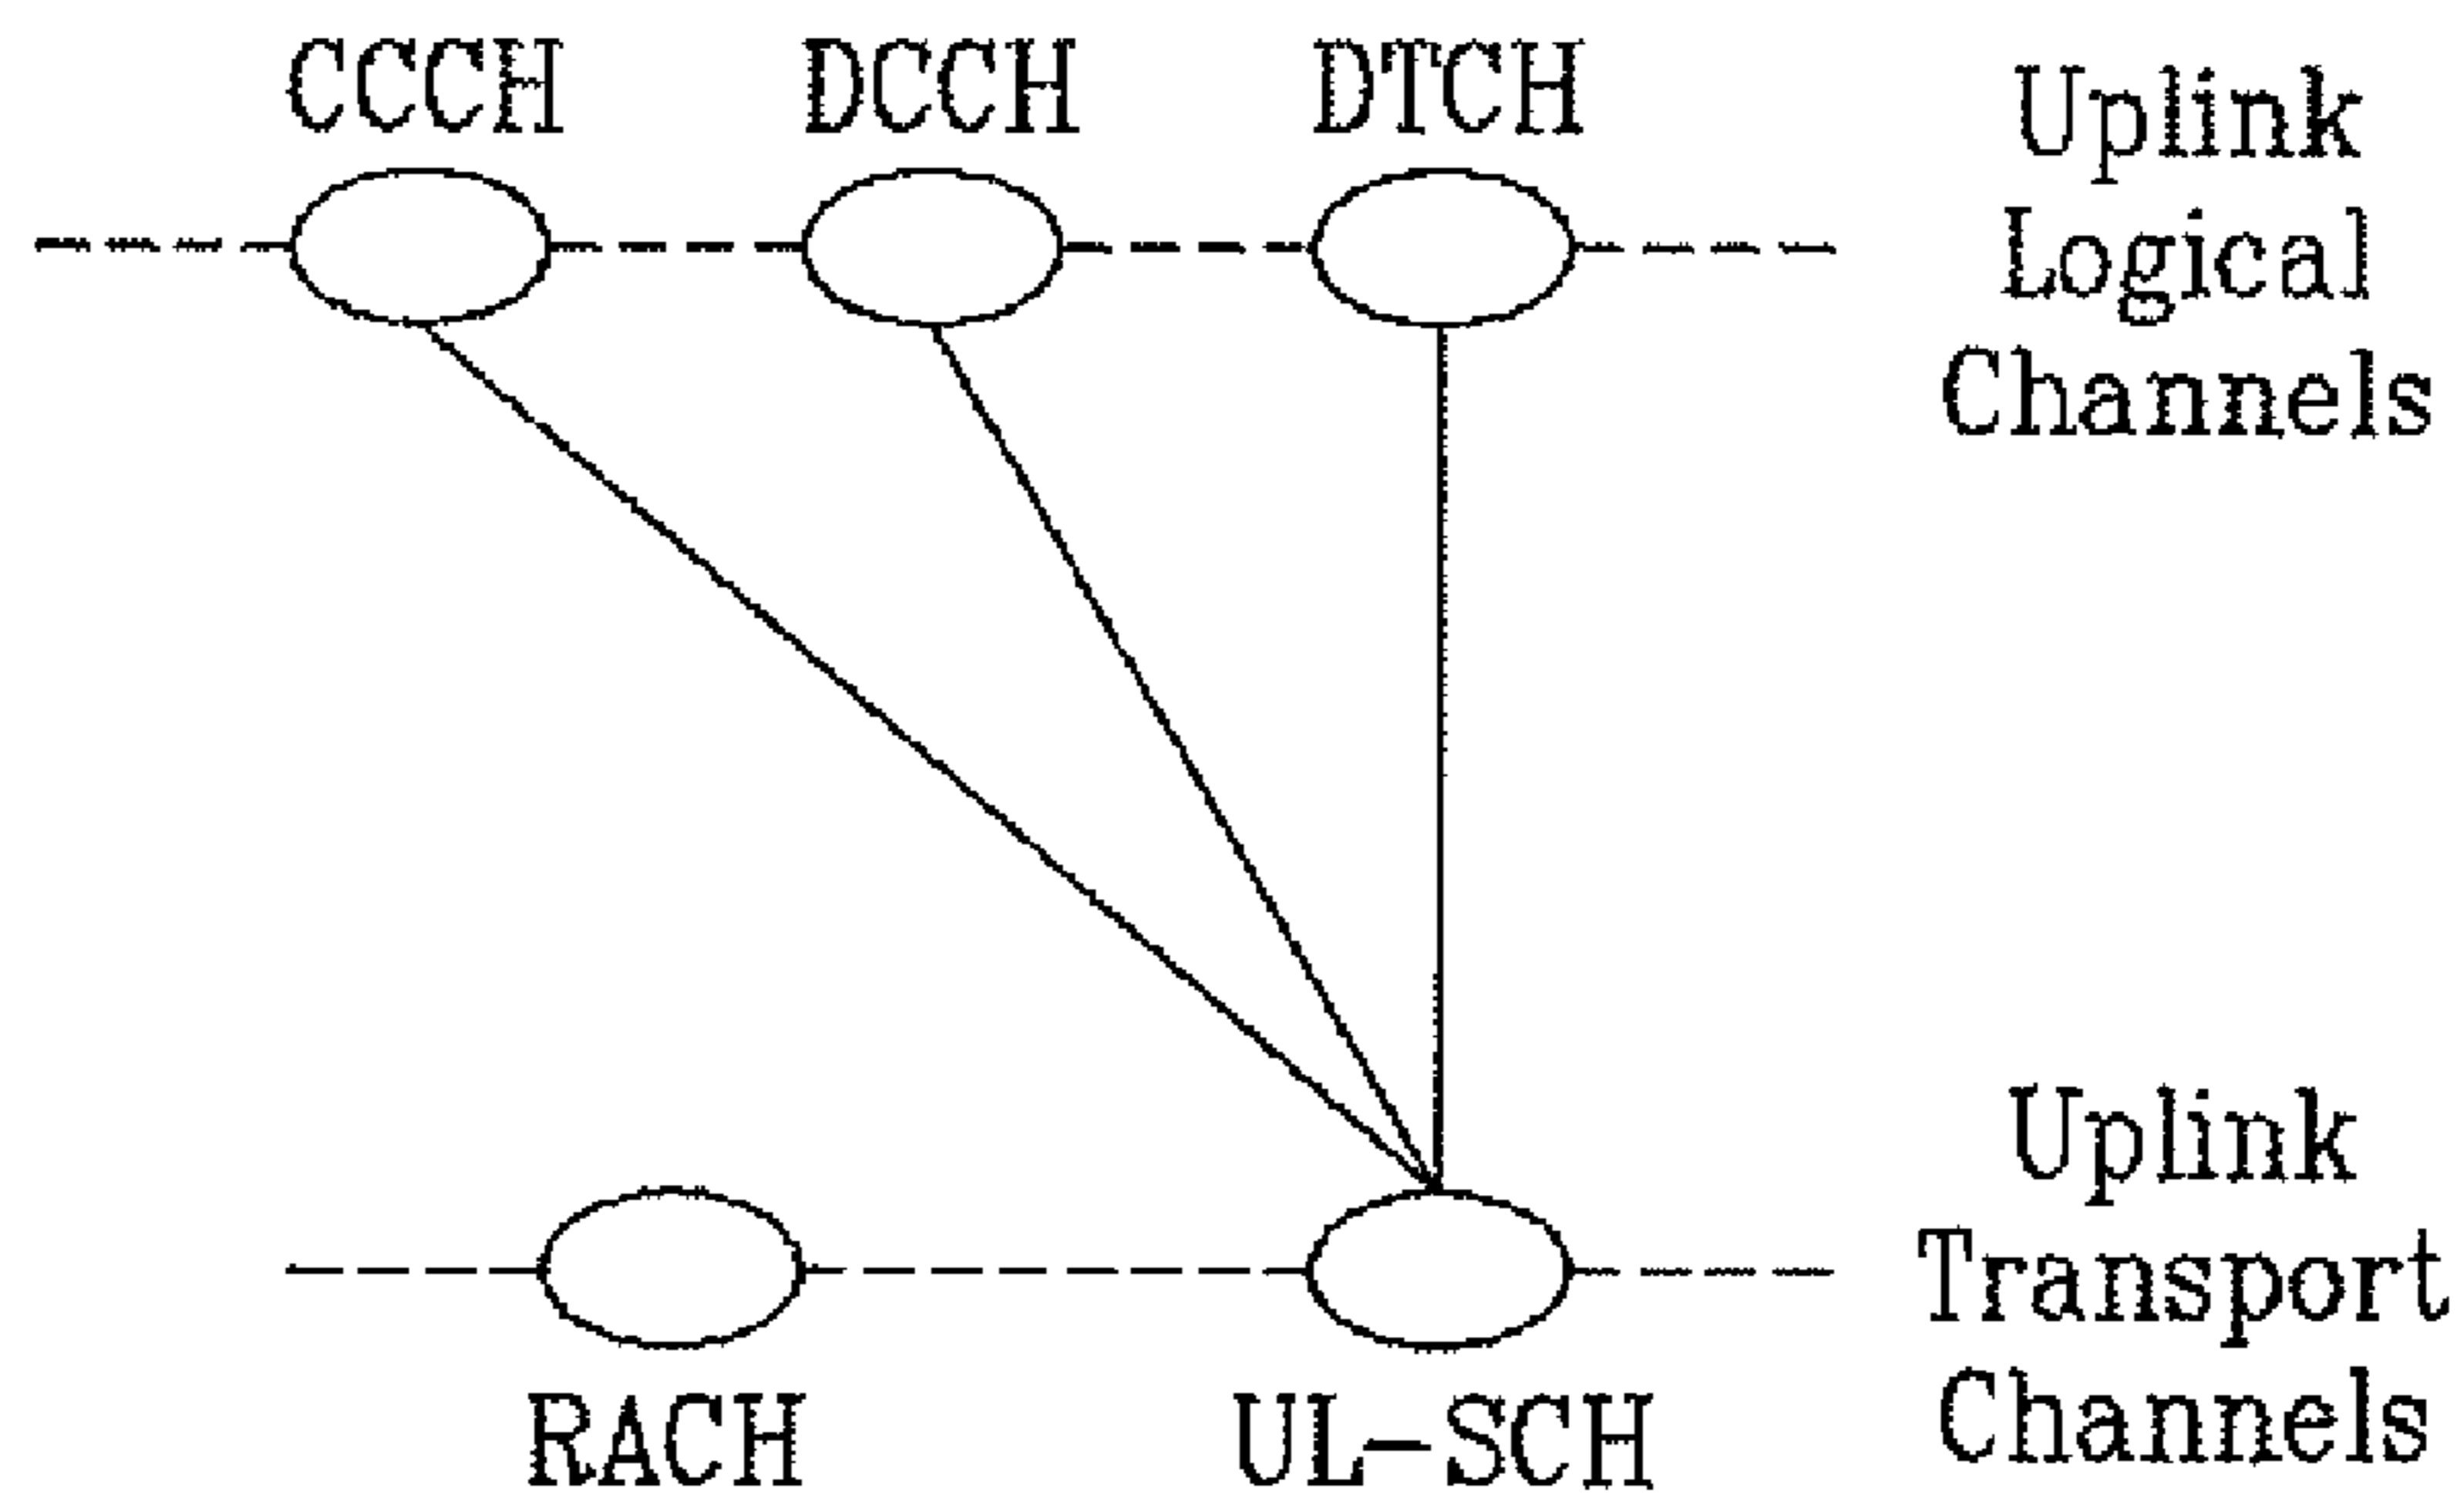 CCCH
DCCH
DTCH
Uplink
Logical
Channels
Uplink
Transport
Channels
RACH
UL-SCH